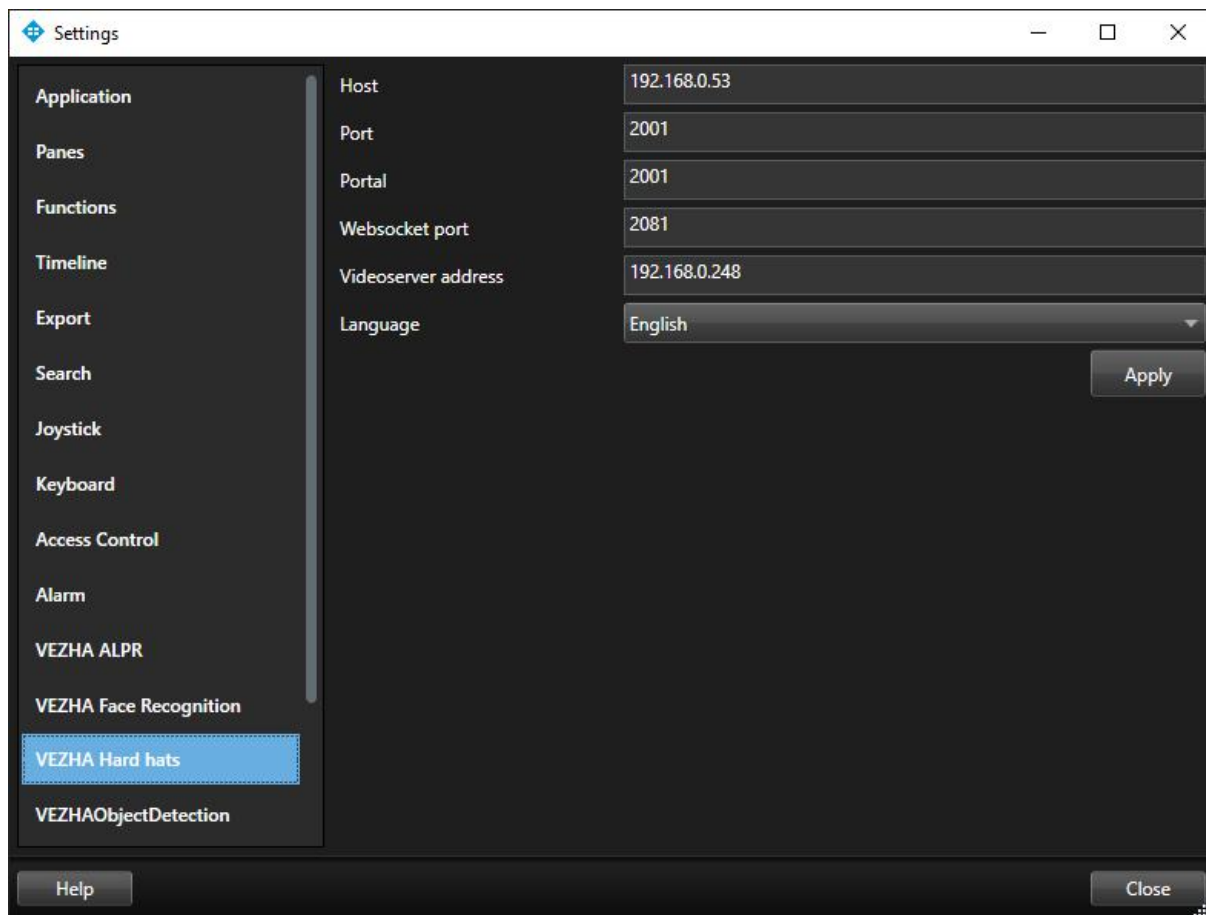 Settings
Application
Panes
Functions
Timeline
Export
Search
Joystick
Keyboard
Access Control
Alarm
VEZHA ALPR
VEZHA Face Recognition
VEZHA Hard hats
VEZHAObjectDetection
Host 192.168.0.53
Port 2001
Portal 2001
Websocket port 2081
Videoserver address 192.168.0.248
Language English
Apply
Help
Close